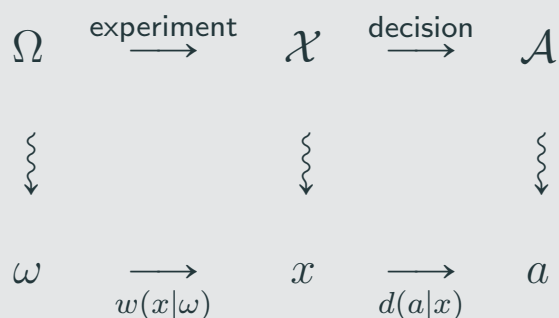 experiment decision
Ω ⟶ 𝒳 ⟶ 𝒜
ω ⟶ x ⟶ a
w(x|ω) d(a|x)